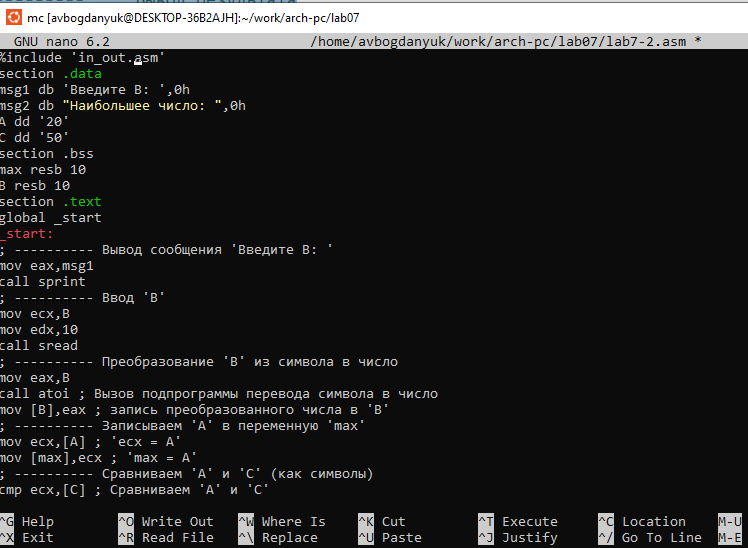 mc [avbogdanyuk@DESKTOP-36B2AJH]:~/work/arch-pc/lab07
GNU nano 6.2 /home/avbogdanyuk/work/arch-pc/lab07/lab7-2.asm *
%include 'in_out.asm'
section .data
msg1 db 'Введите B: ',0h
msg2 db "Наибольшее число: ",0h
A dd '20'
C dd '50'
section .bss
max resb 10
B resb 10
section .text
global _start
_start:
; ---------- Вывод сообщения 'Введите B: '
mov eax,msg1
call sprint
; ---------- Ввод 'B'
mov ecx,B
mov edx,10
call sread
; ---------- Преобразование 'B' из символа в число
mov eax,B
call atoi ; Вызов подпрограммы перевода символа в число
mov [B],eax ; запись преобразованного числа в 'B'
; ---------- Записываем 'A' в переменную 'max'
mov ecx,[A] ; 'ecx = A'
mov [max],ecx ; 'max = A'
; ---------- Сравниваем 'A' и 'С' (как символы)
cmp ecx,[C] ; Сравниваем 'A' и 'С'
^G Help ^O Write Out ^W Where Is ^K Cut ^T Execute ^C Location M-U
^X Exit ^R Read File ^\ Replace ^U Paste ^J Justify ^/ Go To Line M-E